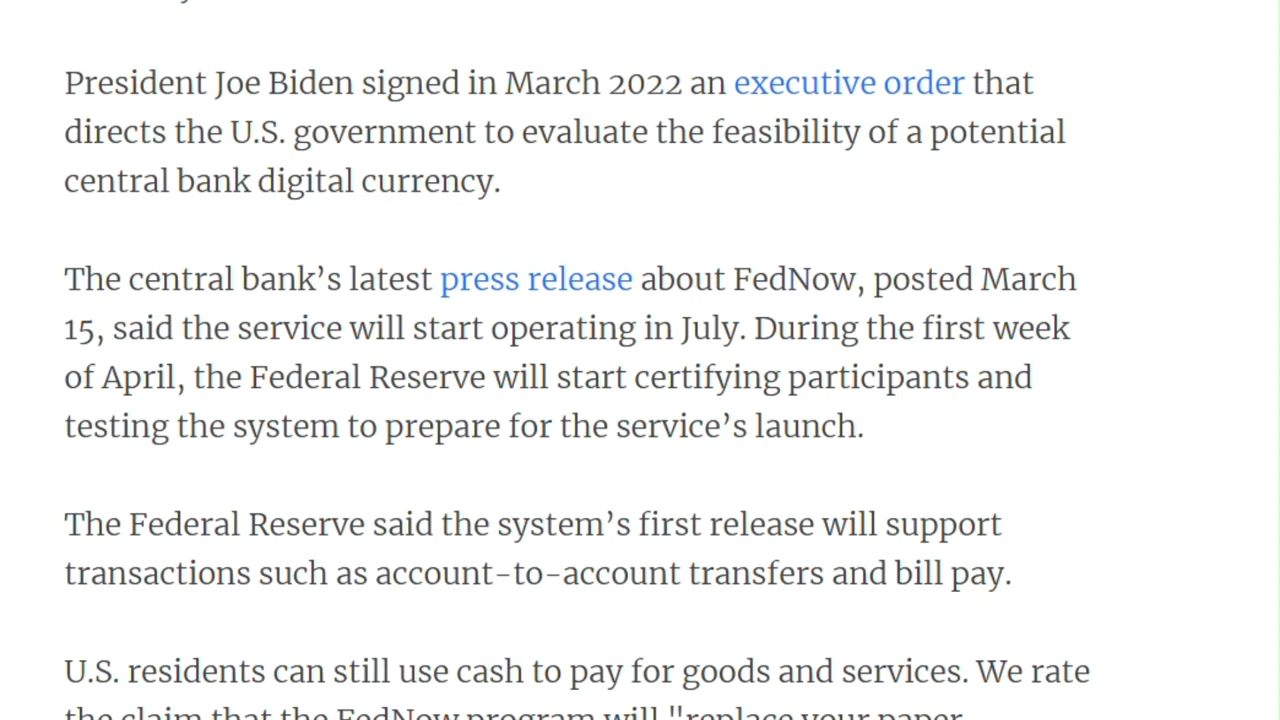 President Joe Biden signed in March 2022 an executive order that
directs the U.S. government to evaluate the feasibility of a potential
central bank digital currency.
The central bank’s latest press release about FedNow, posted March
15, said the service will start operating in July. During the first week
of April, the Federal Reserve will start certifying participants and
testing the system to prepare for the service’s launch.
The Federal Reserve said the system’s first release will support
transactions such as account-to-account transfers and bill pay.
U.S. residents can still use cash to pay for goods and services. We rate
the claim that the FedNow program will "replace your paper